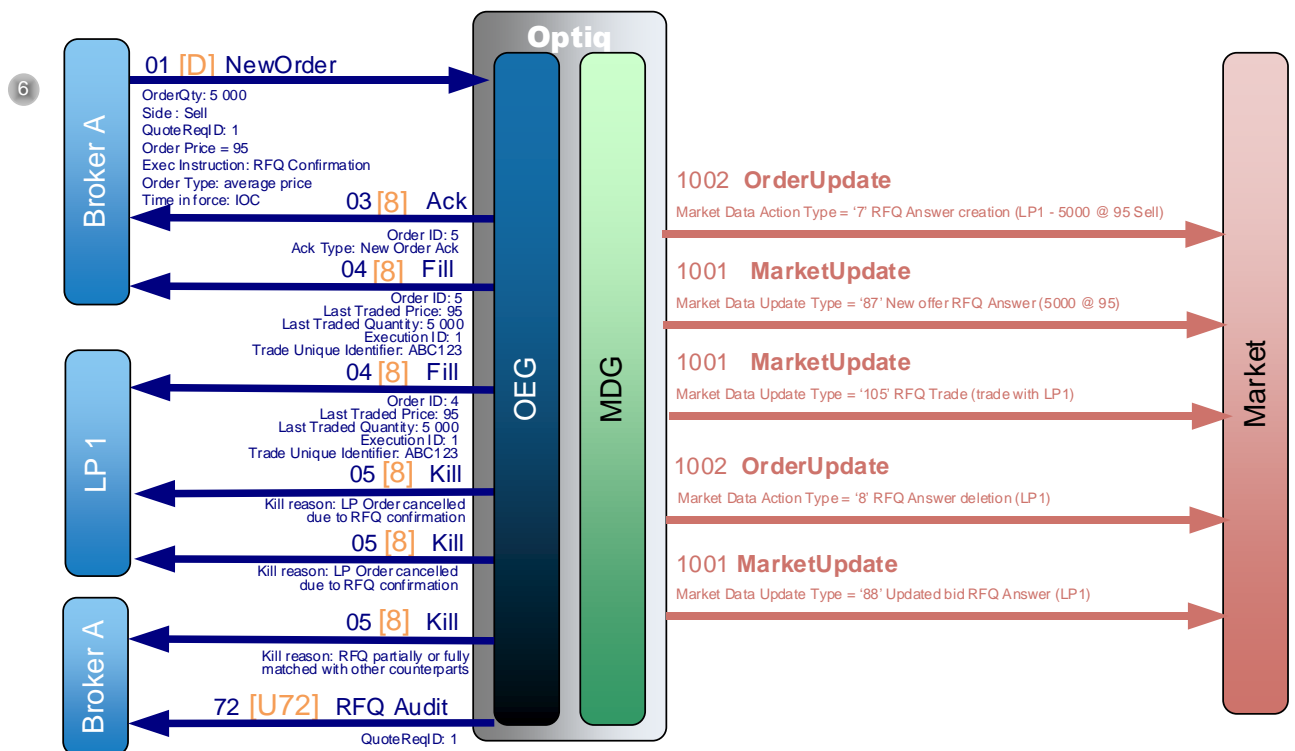 Optiq
6
Broker A
01 [D] NewOrder
OrderQty: 5 000
Side : Sell
QuoteReqID: 1
Order Price = 95
Exec Instruction: RFQ Confirmation
Order Type: average price
Time in force: IOC
03 [8] Ack
Order ID: 5
Ack Type: New Order Ack
04 [8] Fill
Order ID: 5
Last Traded Price: 95
Last Traded Quantity: 5 000
Execution ID: 1
Trade Unique Identifier: ABC123
LP 1
04 [8] Fill
Order ID: 4
Last Traded Price: 95
Last Traded Quantity: 5 000
Execution ID: 1
Trade Unique Identifier: ABC123
05 [8] Kill
Kill reason: LP Order cancelled
due to RFQ confirmation
05 [8] Kill
Kill reason: LP Order cancelled
due to RFQ confirmation
Broker A
05 [8] Kill
Kill reason: RFQ partially or fully
matched with other counterparts
72 [U72] RFQ Audit
QuoteReqID: 1
OEG
MDG
1002 OrderUpdate
Market Data Action Type = ‘7’ RFQ Answer creation (LP1 - 5000 @ 95 Sell)
1001 MarketUpdate
Market Data Update Type = ‘87’ New offer RFQ Answer (5000 @ 95)
1001 MarketUpdate
Market Data Update Type = ‘105’ RFQ Trade (trade with LP1)
1002 OrderUpdate
Market Data Action Type = ‘8’ RFQ Answer deletion (LP1)
1001 MarketUpdate
Market Data Update Type = ‘88’ Updated bid RFQ Answer (LP1)
Market